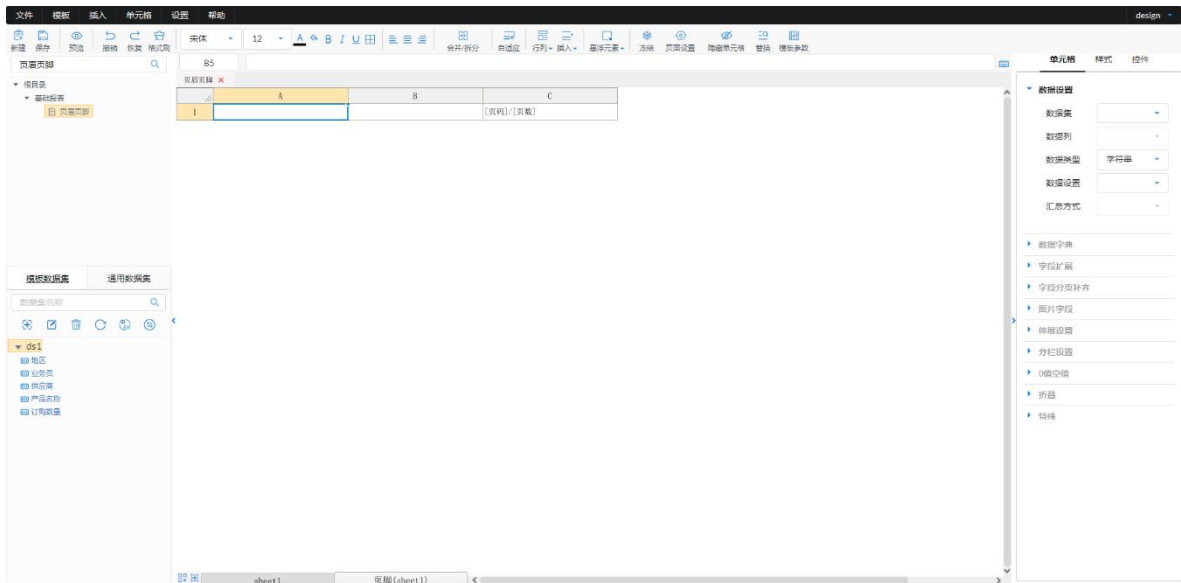 文件 模板 插入 单元格 设置 帮助 design
新建 保存 预览 撤销 恢复 格式刷 宋体 12 A B I U 合并/拆分 自适应 行列 插入 悬浮元素 冻结 页面设置 隐藏单元格 替换 模板参数
页眉页脚 B5 单元格 样式 控件
页眉页脚 ×
根目录
基础报表
页眉页脚
A B C
1 [页码]/[页数]
数据设置
数据集
数据列
数据类型 字符串
数据设置
汇总方式
数据字典
字段扩展
字段分页补齐
图片字段
伸展设置
分栏设置
0值空值
折叠
特殊
模板数据集 通用数据集
数据集名称
ds1
地区
业务员
供应商
产品名称
订购数量
sheet1 页脚(sheet1)